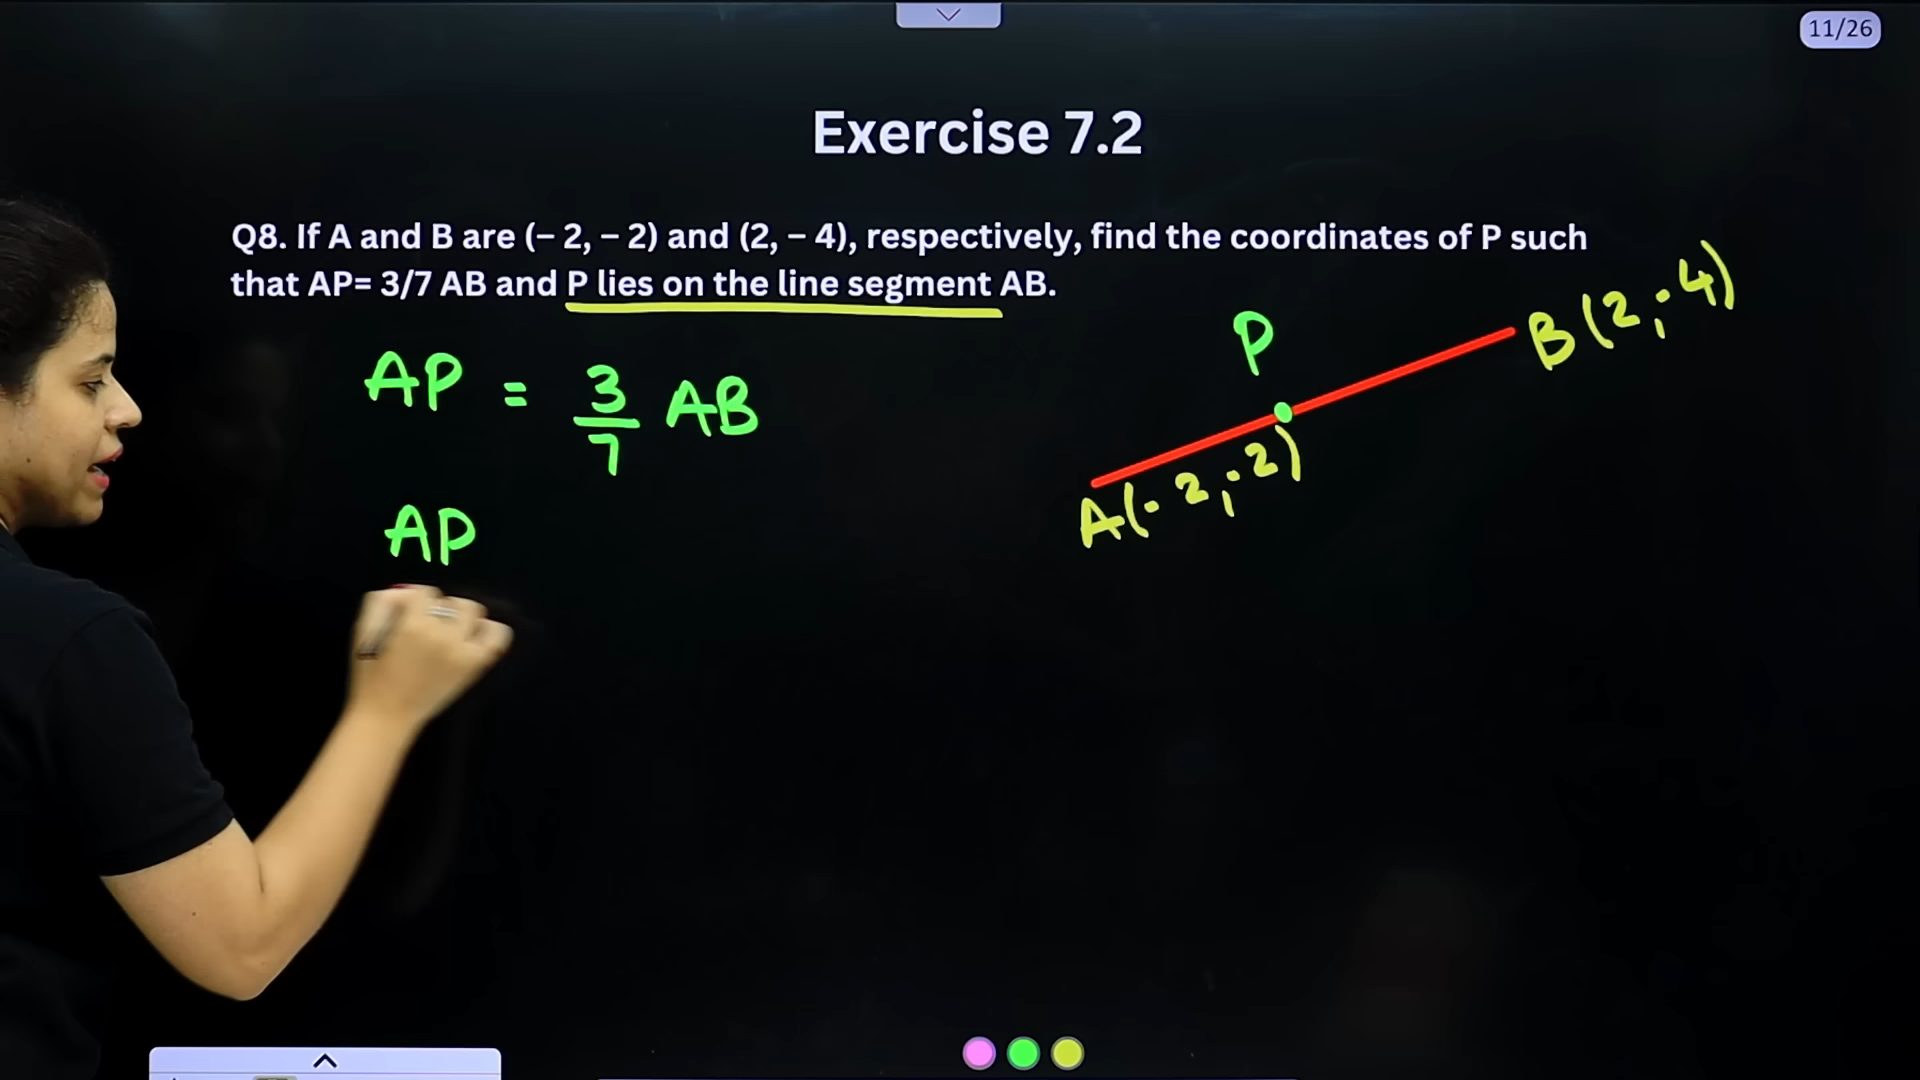 11/26
Exercise 7.2
Q8. If A and B are (– 2, – 2) and (2, – 4), respectively, find the coordinates of P such
that AP= 3/7 AB and P lies on the line segment AB.
P
B(2,-4)
AP = 3/7 AB
A(-2,-2)
AP